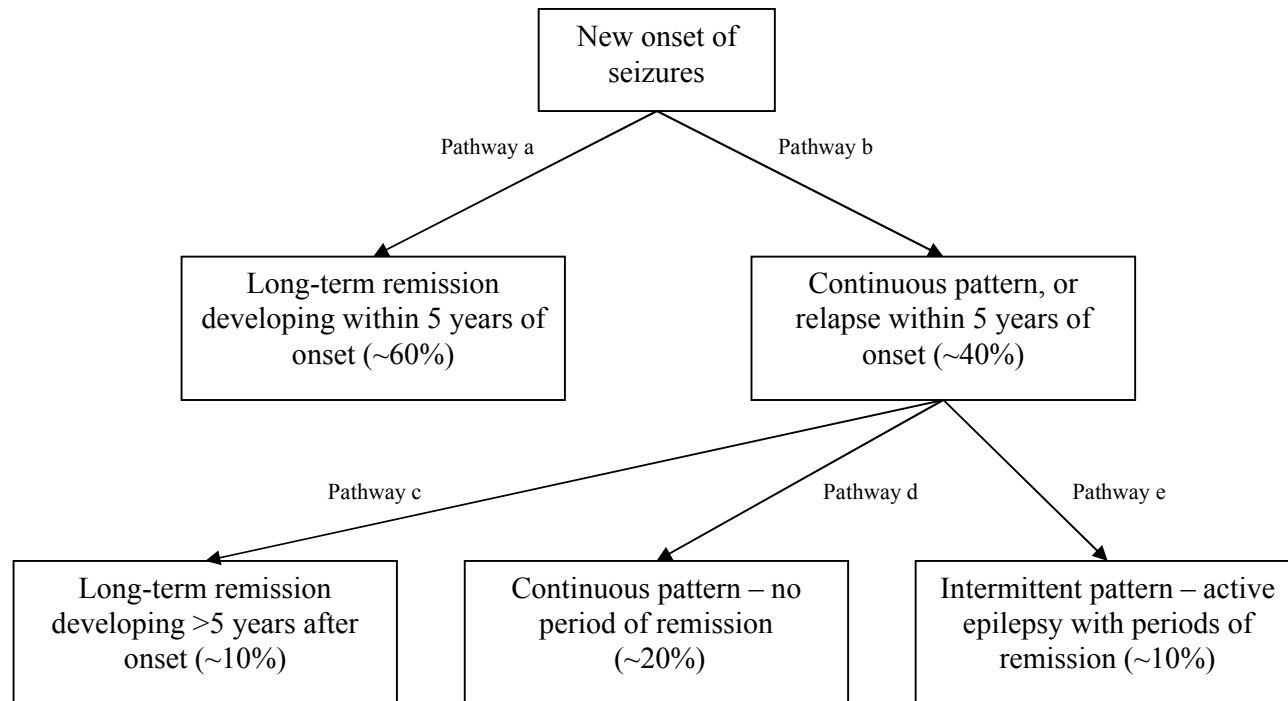 New onset of
seizures
Pathway a
Pathway b
Long-term remission
developing within 5 years of
onset (~60%)
Continuous pattern, or
relapse within 5 years of
onset (~40%)
Pathway c
Pathway d
Pathway e
Long-term remission
developing >5 years after
onset (~10%)
Continuous pattern – no
period of remission
(~20%)
Intermittent pattern – active
epilepsy with periods of
remission (~10%)